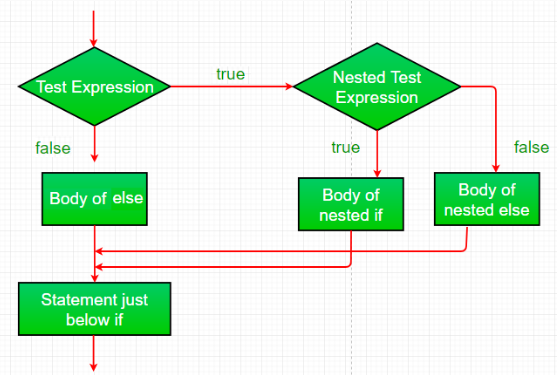 true
Test Expression
Nested Test
Expression
false
true
false
Body of else
Body of
nested if
Body of
nested else
Statement just
below if